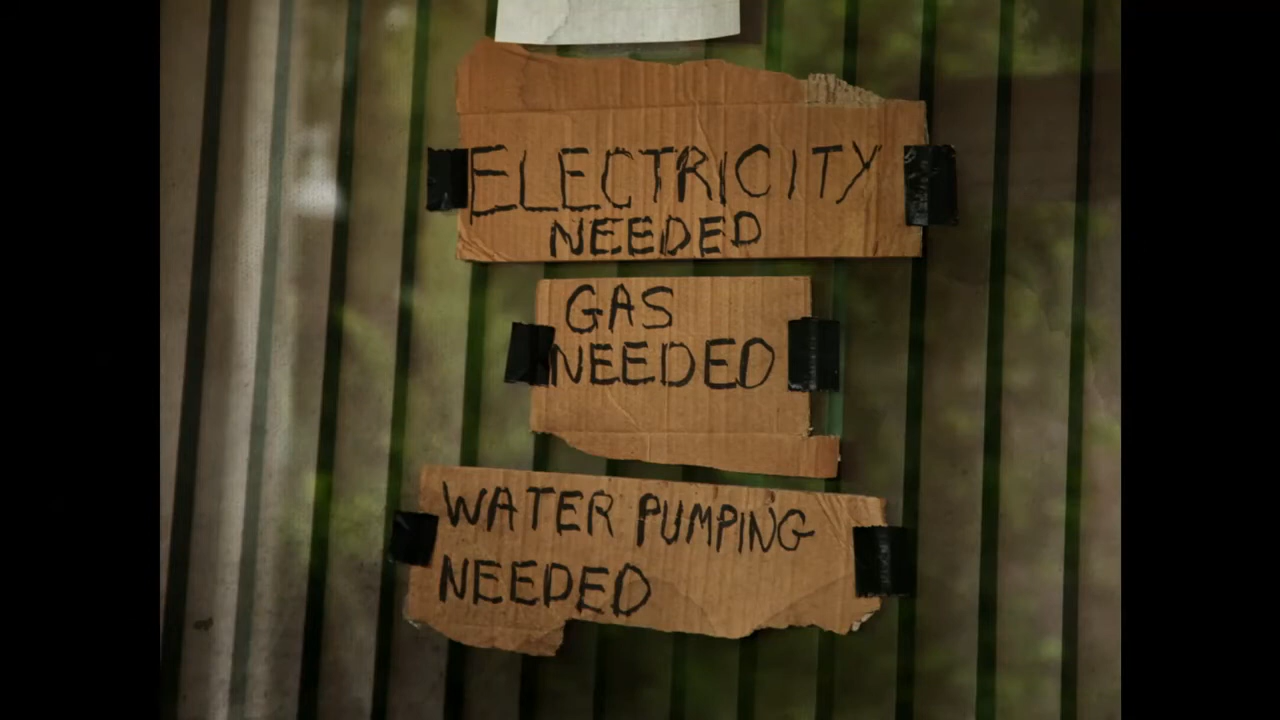 ELECTRICITY
NEEDED
GAS
NEEDED
WATER PUMPING
NEEDED